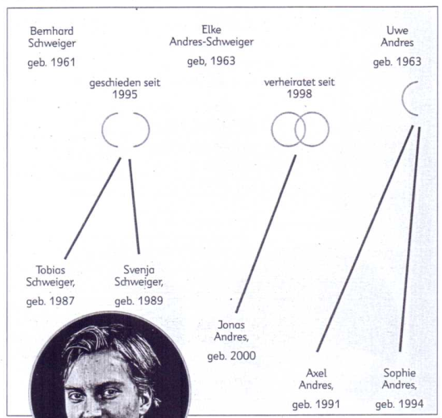 Bernhard
Schweiger
geb. 1961
Elke
Andres-Schweiger
geb, 1963
Uwe
Andres
geb. 1963
geschieden seit
1995
verheiratet seit
1998
Tobias
Schweiger,
geb. 1987
Svenja
Schweiger,
geb. 1989
Jonas
Andres,
geb. 2000
Axel
Andres,
geb. 1991
Sophie
Andres,
geb. 1994